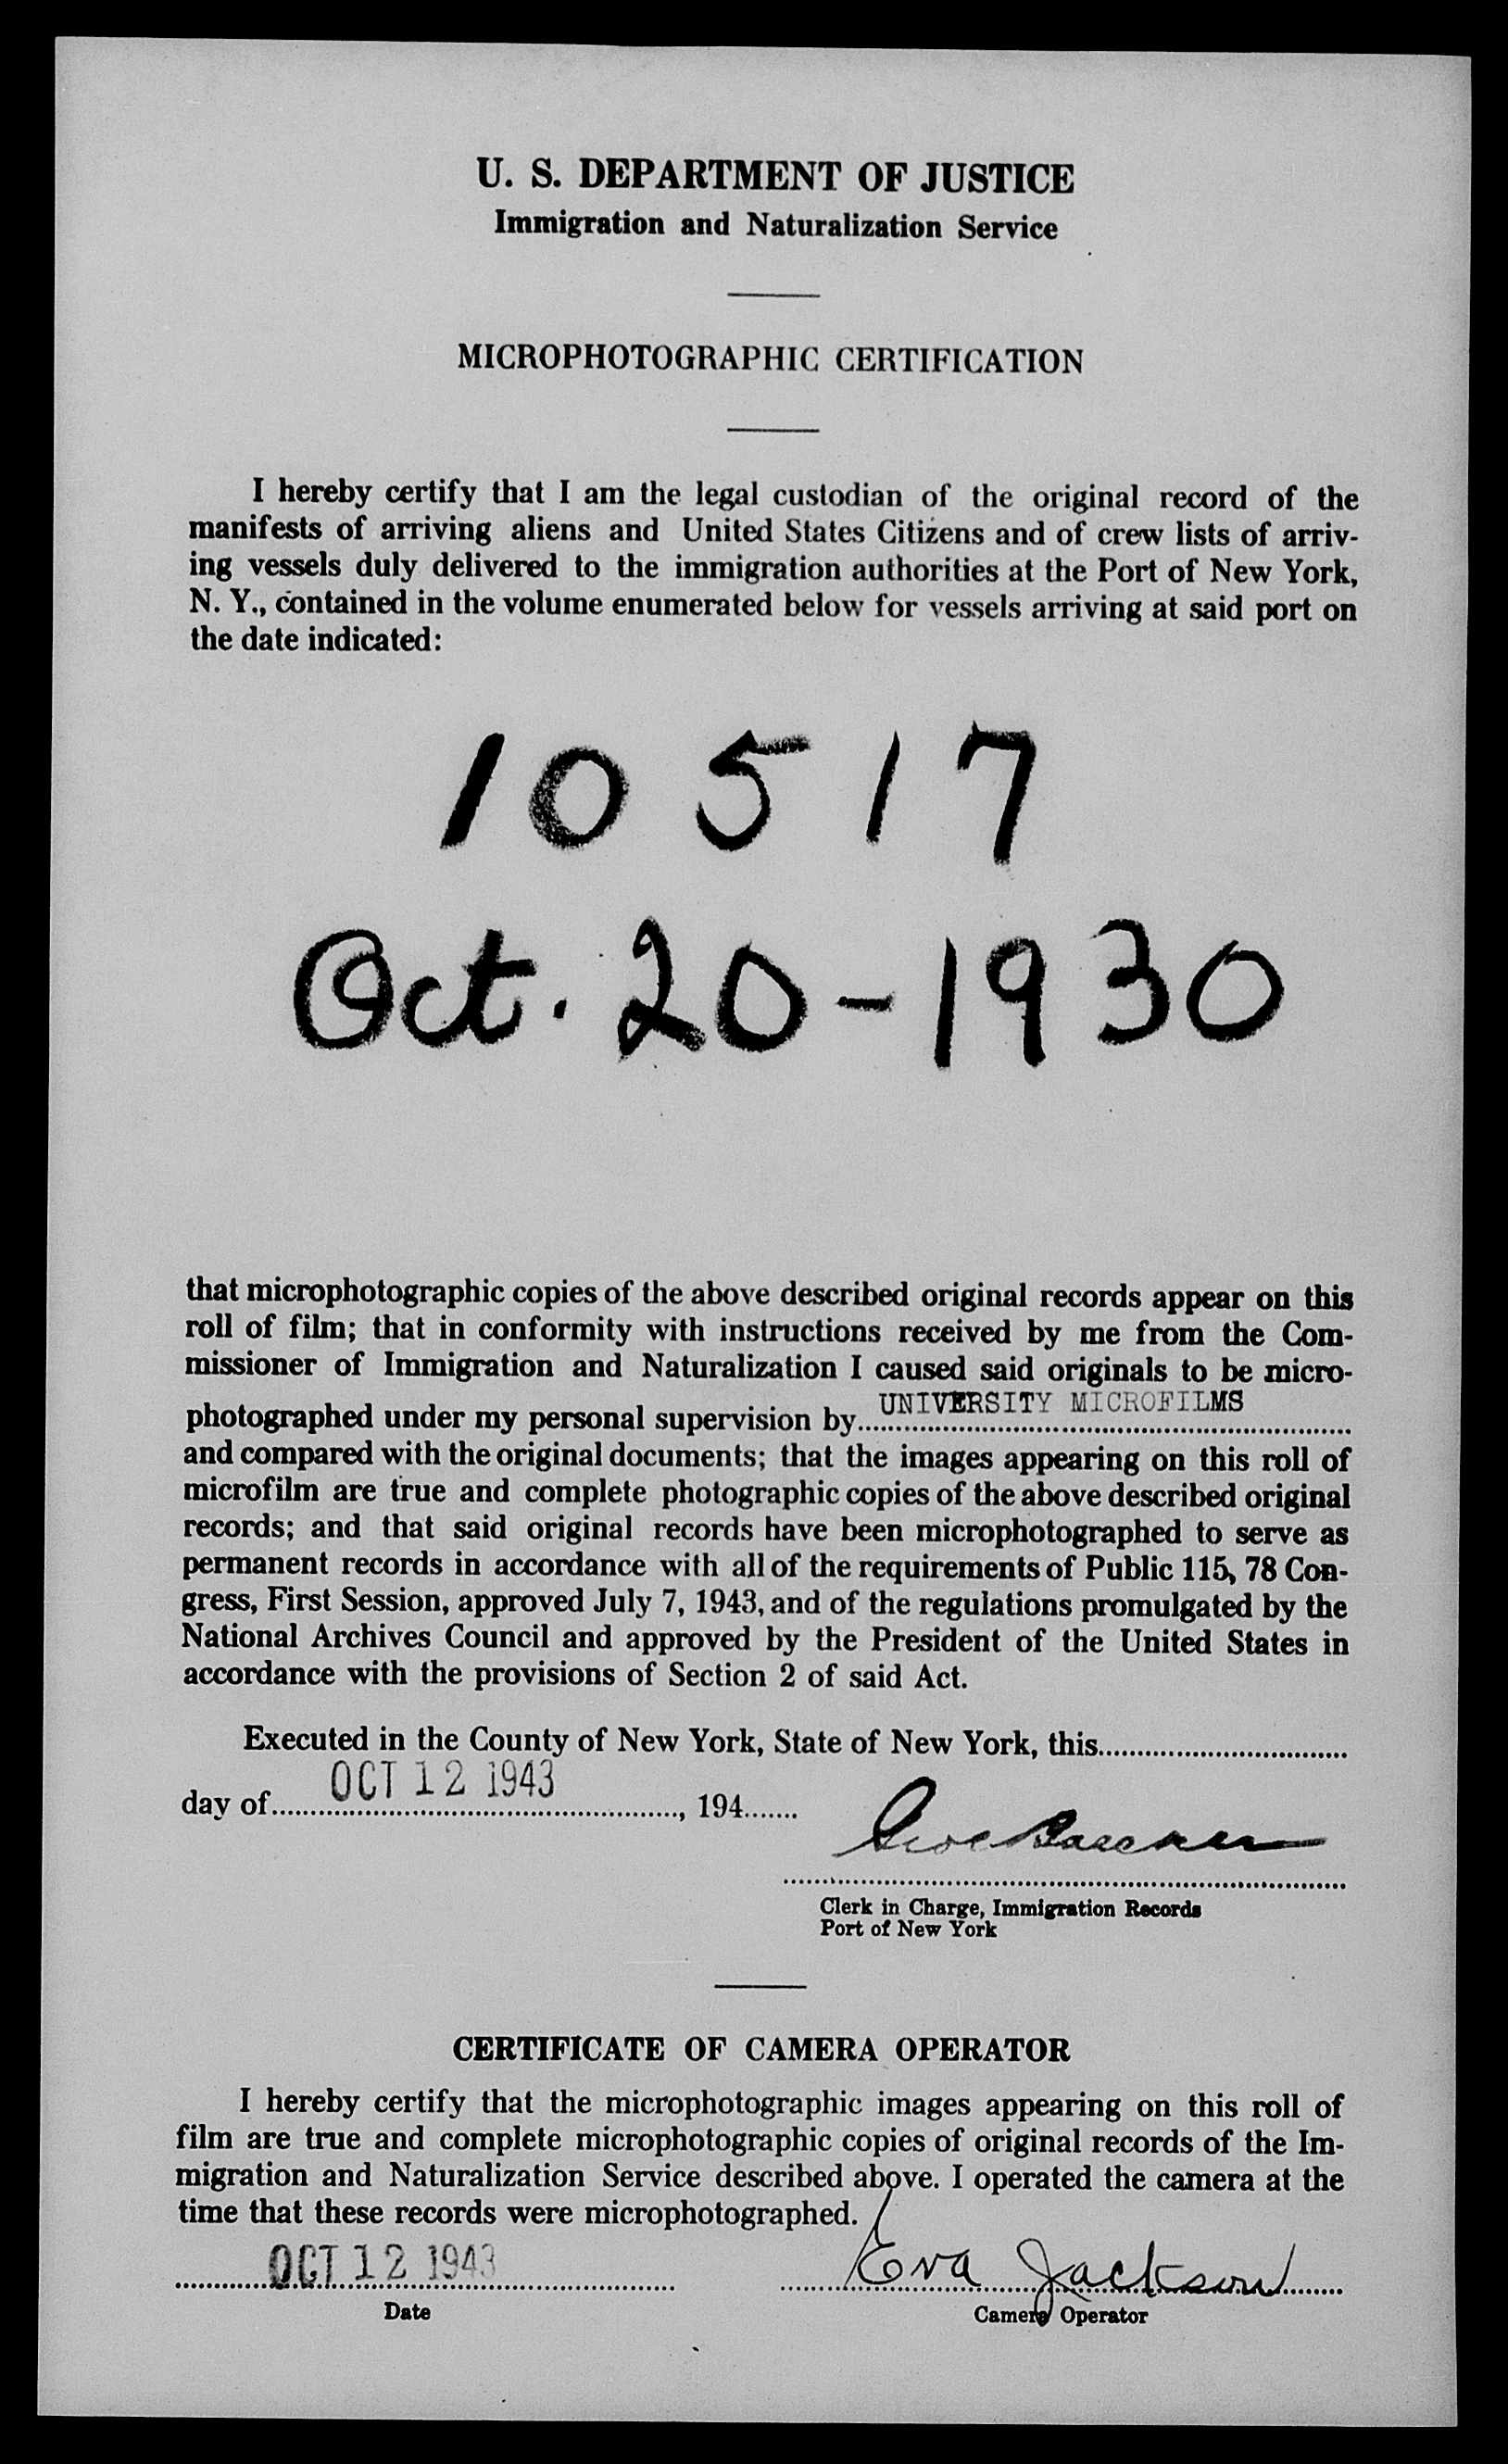 U. S. DEPARTMENT OF JUSTICE
Immigration and Naturalization Service
MICROPHOTOGRAPHIC CERTIFICATION
I hereby certify that I am the legal custodian of the original record of the
manifests of arriving aliens and United States Citizens and of crew lists of arriv-
ing vessels duly delivered to the immigration authorities at the Port of New York,
N. Y., contained in the volume enumerated below for vessels arriving at said port on
the date indicated:
10517
Oct. 20-1930
that microphotographic copies of the above described original records appear on this
roll of film; that in conformity with instructions received by me from the Com-
missioner of Immigration and Naturalization I caused said originals to be micro-
photographed under my personal supervision by UNIVERSITY MICROFILMS
and compared with the original documents; that the images appearing on this roll of
microfilm are true and complete photographic copies of the above described original
records; and that said original records have been microphotographed to serve as
permanent records in accordance with all of the requirements of Public 115, 78 Con-
gress, First Session, approved July 7, 1943, and of the regulations promulgated by the
National Archives Council and approved by the President of the United States in
accordance with the provisions of Section 2 of said Act.
Executed in the County of New York, State of New York, this
day of OCT 12 1943, 194
Clerk in Charge, Immigration Records
Port of New York
CERTIFICATE OF CAMERA OPERATOR
I hereby certify that the microphotographic images appearing on this roll of
film are true and complete microphotographic copies of original records of the Im-
migration and Naturalization Service described above. I operated the camera at the
time that these records were microphotographed.
OCT 12 1943 Eva Jackson
Date Camera Operator